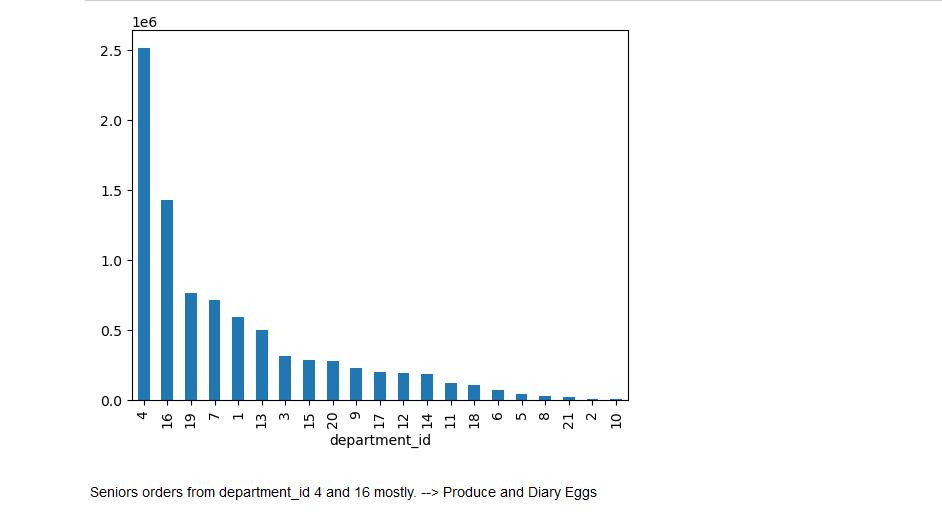 1e6
2.5
2.0
1.5
1.0
0.5
0.0
4 16 19 7 1 13 3 15 20 9 17 12 14 11 18 6 5 8 21 2 10
department_id
Seniors orders from department_id 4 and 16 mostly. --> Produce and Diary Eggs